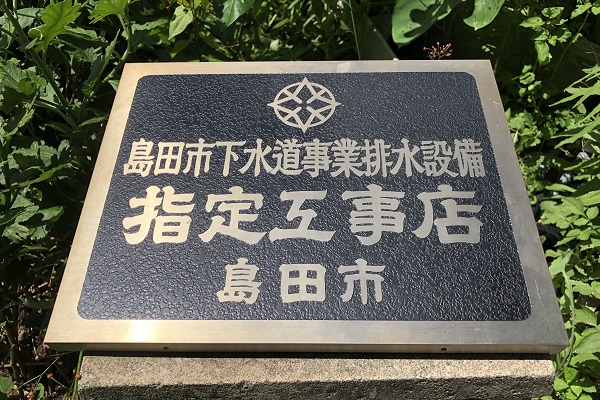 島田市下水道事業排水設備
指定工事店
島田市